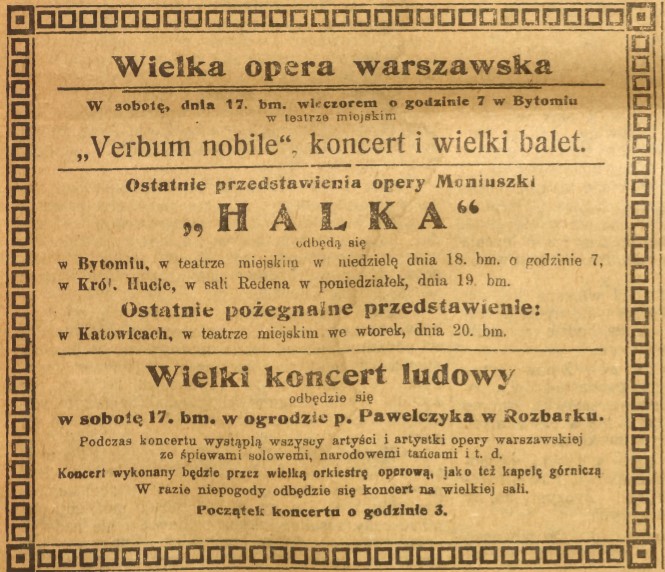 Wielka opera warszawska
W sobotę, dnia 17. bm. wieczorem o godzinie 7 w Bytomiu
w teatrze miejskim
„Verbum nobile“, koncert i wielki balet.
Ostatnie przedstawienia opery Moniuszki
„HALKA“
odbędą się
w Bytomiu, w teatrze miejskim w niedzielę dnia 18. bm. o godzinie 7,
w Król. Hucie, w sali Redena w poniedziałek, dnia 19. bm.
Ostatnie pożegnalne przedstawienie:
w Katowicach, w teatrze miejskim we wtorek, dnia 20. bm.
Wielki koncert ludowy
odbędzie się
w sobotę 17. bm. w ogrodzie p. Pawelczyka w Rozbarku.
Podczas koncertu wystąplą wszyscy artyści i artystki opery warszawskiej
ze śpiewami solowemi, narodowemi tańcami i t. d.
Koncert wykonany będzie przez wielką orkiestrę operową, jako też kapelę górniczą
W razie niepogody odbędzie się koncert na wielkiej sali.
Początek koncertu o godzinie 3.